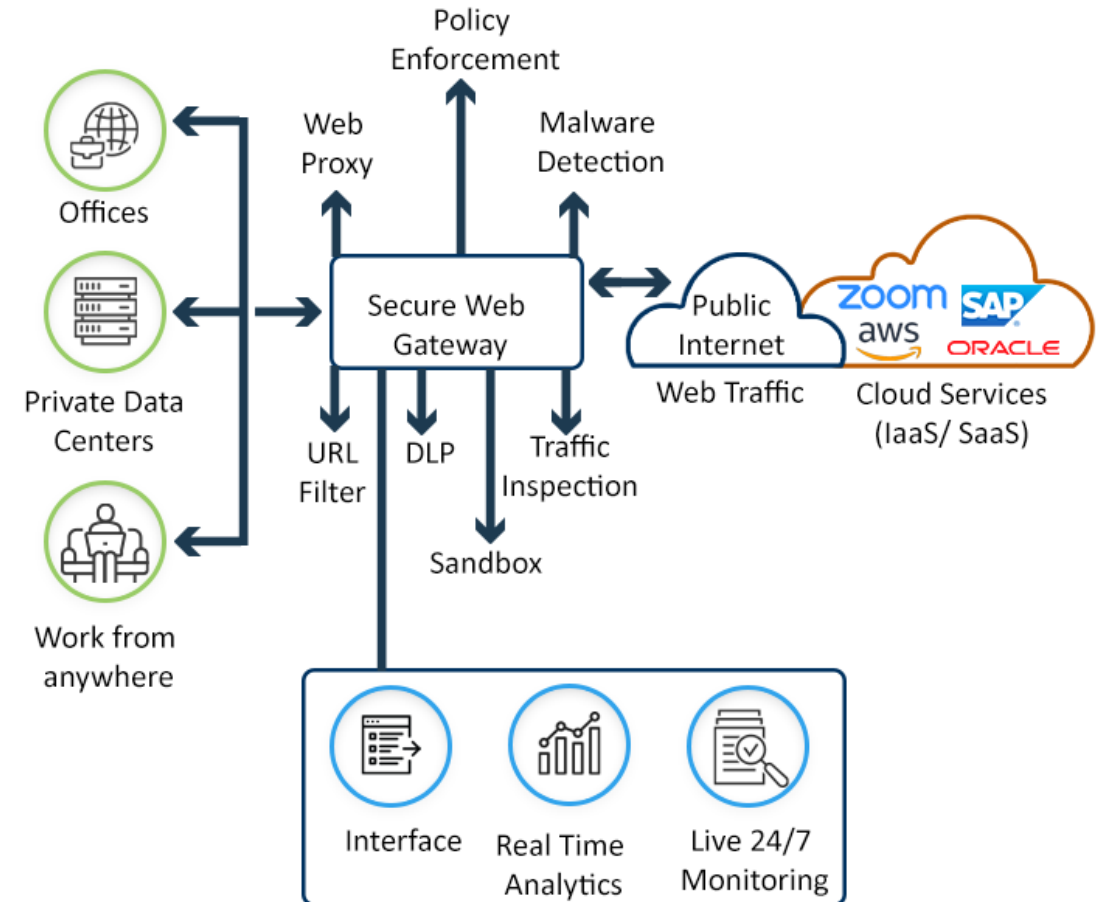 Policy
Enforcement
Web
Proxy
Malware
Detection
Offices
Secure Web
Gateway
Public
Internet
zoom
SAP
aws
ORACLE
Web Traffic
Cloud Services
(IaaS/ SaaS)
Private Data
Centers
URL
Filter
DLP
Traffic
Inspection
Sandbox
Work from
anywhere
Interface
Real Time
Analytics
Live 24/7
Monitoring